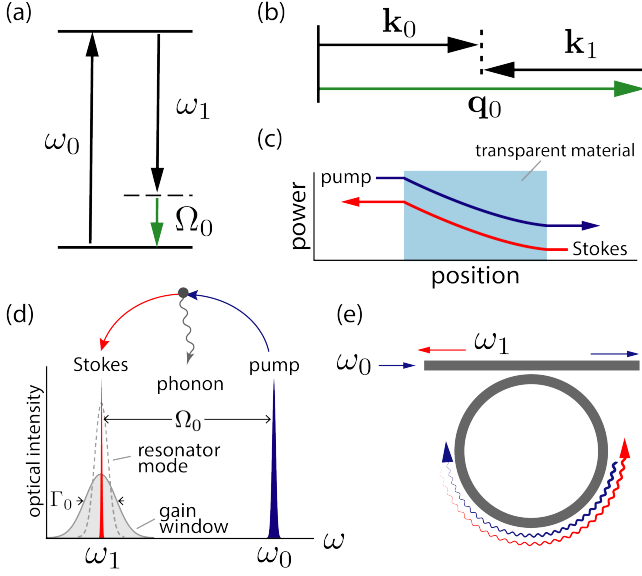 (a)
ω₀
ω₁
Ω₀
(b)
k₀
k₁
q₀
(c)
transparent material
pump
Stokes
power
position
(d)
Stokes
phonon
pump
Ω₀
resonator
mode
Γ₀
gain
window
optical intensity
ω₁
ω₀
ω
(e)
ω₀
ω₁